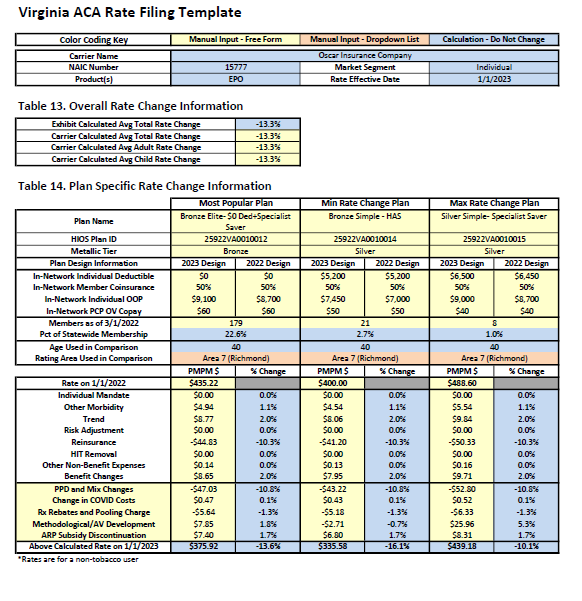 Virginia ACA Rate Filing Template
Color Coding Key Manual Input - Free Form Manual Input - Dropdown List Calculation - Do Not Change
Carrier Name Oscar Insurance Company
NAIC Number 15777 Market Segment Individual
Product(s) EPO Rate Effective Date 1/1/2023
Table 13. Overall Rate Change Information
Exhibit Calculated Avg Total Rate Change -13.3%
Carrier Calculated Avg Total Rate Change -13.3%
Carrier Calculated Avg Adult Rate Change -13.3%
Carrier Calculated Avg Child Rate Change -13.3%
Table 14. Plan Specific Rate Change Information
Most Popular Plan Min Rate Change Plan Max Rate Change Plan
Plan Name Bronze Elite- $0 Ded+Specialist Saver Bronze Simple - HAS Silver Simple- Specialist Saver
HIOS Plan ID 25922VA0010012 25922VA0010014 25922VA0010015
Metallic Tier Bronze Silver Silver
Plan Design Information 2023 Design 2022 Design 2023 Design 2022 Design 2023 Design 2022 Design
In-Network Individual Deductible $0 $0 $5,200 $5,200 $6,500 $6,450
In-Network Member Coinsurance 50% 50% 50% 50% 50% 50%
In-Network Individual OOP $9,100 $8,700 $7,450 $7,000 $9,000 $8,700
In-Network PCP OV Copay $60 $60 $50 $50 $40 $40
Members as of 3/1/2022 179 21 8
Pct of Statewide Membership 22.6% 2.7% 1.0%
Age Used in Comparison 40 40 40
Rating Area Used in Comparison Area 7 (Richmond) Area 7 (Richmond) Area 7 (Richmond)
PMPM $ % Change PMPM $ % Change PMPM $ % Change
Rate on 1/1/2022 $435.22 $400.00 $488.60
Individual Mandate $0.00 0.0% $0.00 0.0% $0.00 0.0%
Other Morbidity $4.94 1.1% $4.54 1.1% $5.54 1.1%
Trend $8.77 2.0% $8.06 2.0% $9.84 2.0%
Risk Adjustment $0.00 0.0% $0.00 0.0% $0.00 0.0%
Reinsurance -$44.83 -10.3% -$41.20 -10.3% -$50.33 -10.3%
HIT Removal $0.00 0.0% $0.00 0.0% $0.00 0.0%
Other Non-Benefit Expenses $0.14 0.0% $0.13 0.0% $0.16 0.0%
Benefit Changes $8.65 2.0% $7.95 2.0% $9.71 2.0%
PPD and Mix Changes -$47.03 -10.8% -$43.22 -10.8% -$52.80 -10.8%
Change in COVID Costs $0.47 0.1% $0.43 0.1% $0.52 0.1%
Rx Rebates and Pooling Charge -$5.64 -1.3% -$5.18 -1.3% -$6.33 -1.3%
Methodological/AV Development $7.85 1.8% -$2.71 -0.7% $25.96 5.3%
ARP Subsidy Discontinuation $7.40 1.7% $6.80 1.7% $8.31 1.7%
Above Calculated Rate on 1/1/2023 $375.92 -13.6% $335.58 -16.1% $439.18 -10.1%
*Rates are for a non-tobacco user